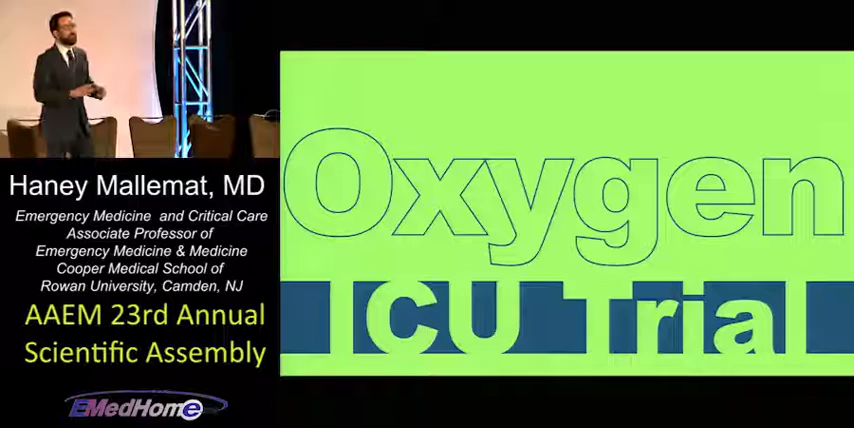 Haney Mallemat, MD
Emergency Medicine and Critical Care
Associate Professor of
Emergency Medicine & Medicine
Cooper Medical School of
Rowan University, Camden, NJ
AAEM 23rd Annual
Scientific Assembly
EMedHome
Oxygen
ICU Trial